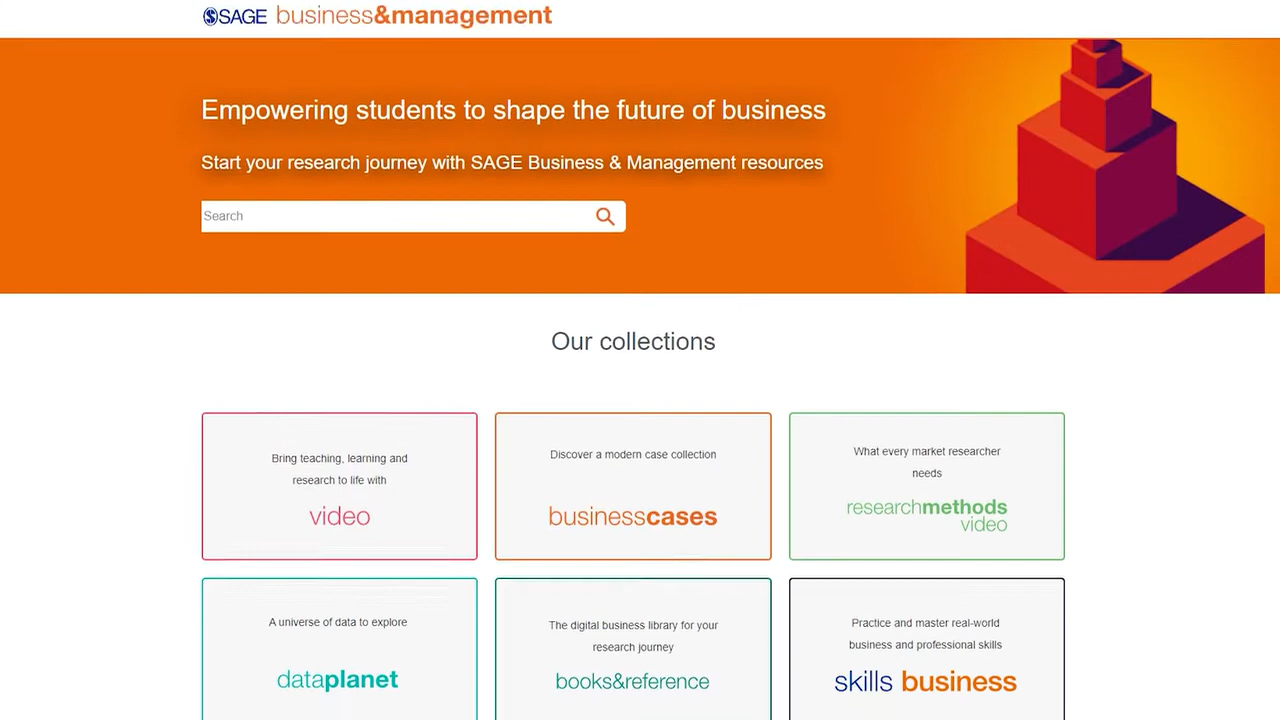 SAGE business&management
Empowering students to shape the future of business
Start your research journey with SAGE Business & Management resources
Search
Our collections
Bring teaching, learning and
research to life with
video
Discover a modern case collection
businesscases
What every market researcher
needs
researchmethods
video
A universe of data to explore
dataplanet
The digital business library for your
research journey
books&reference
Practice and master real-world
business and professional skills
skills business